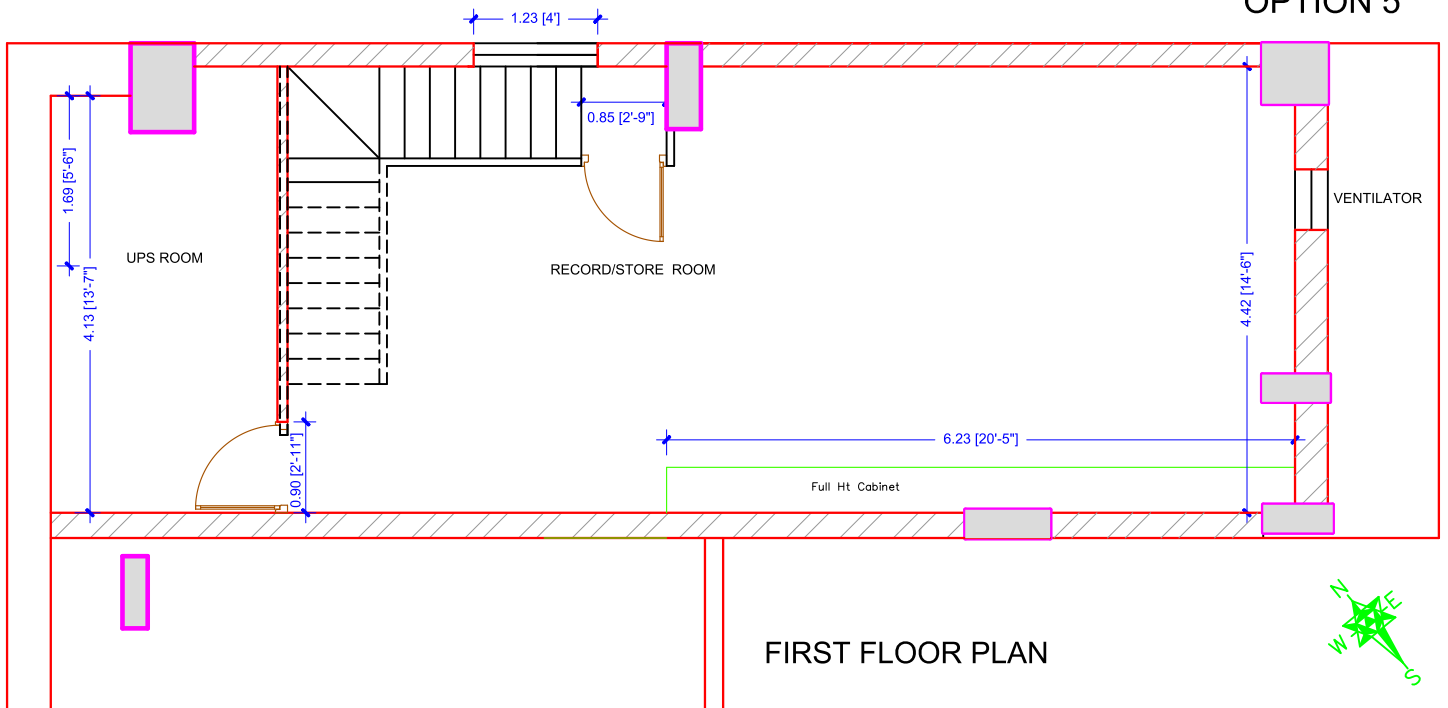 OPTION 5
1.23 [4']
0.85 [2'-9"]
1.69 [5'-6"]
4.13 [13'-7"]
UPS ROOM
RECORD/STORE ROOM
VENTILATOR
4.42 [14'-6"]
0.90 [2'-11"]
6.23 [20'-5"]
Full Ht Cabinet
FIRST FLOOR PLAN
N
E
W
S